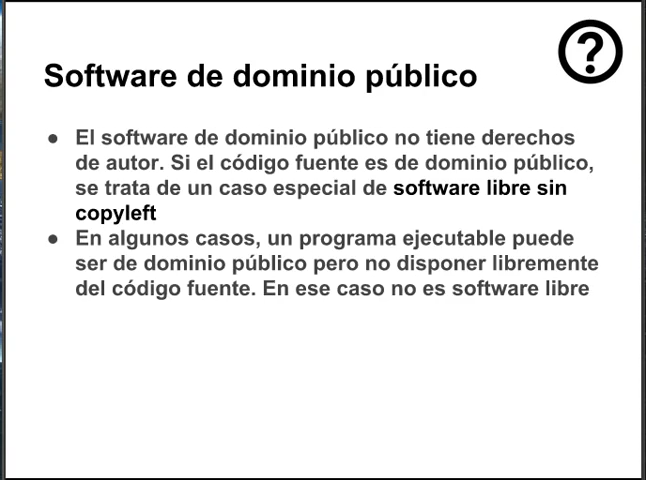 Software de dominio público
● El software de dominio público no tiene derechos
de autor. Si el código fuente es de dominio público,
se trata de un caso especial de software libre sin
copyleft
● En algunos casos, un programa ejecutable puede
ser de dominio público pero no disponer libremente
del código fuente. En ese caso no es software libre